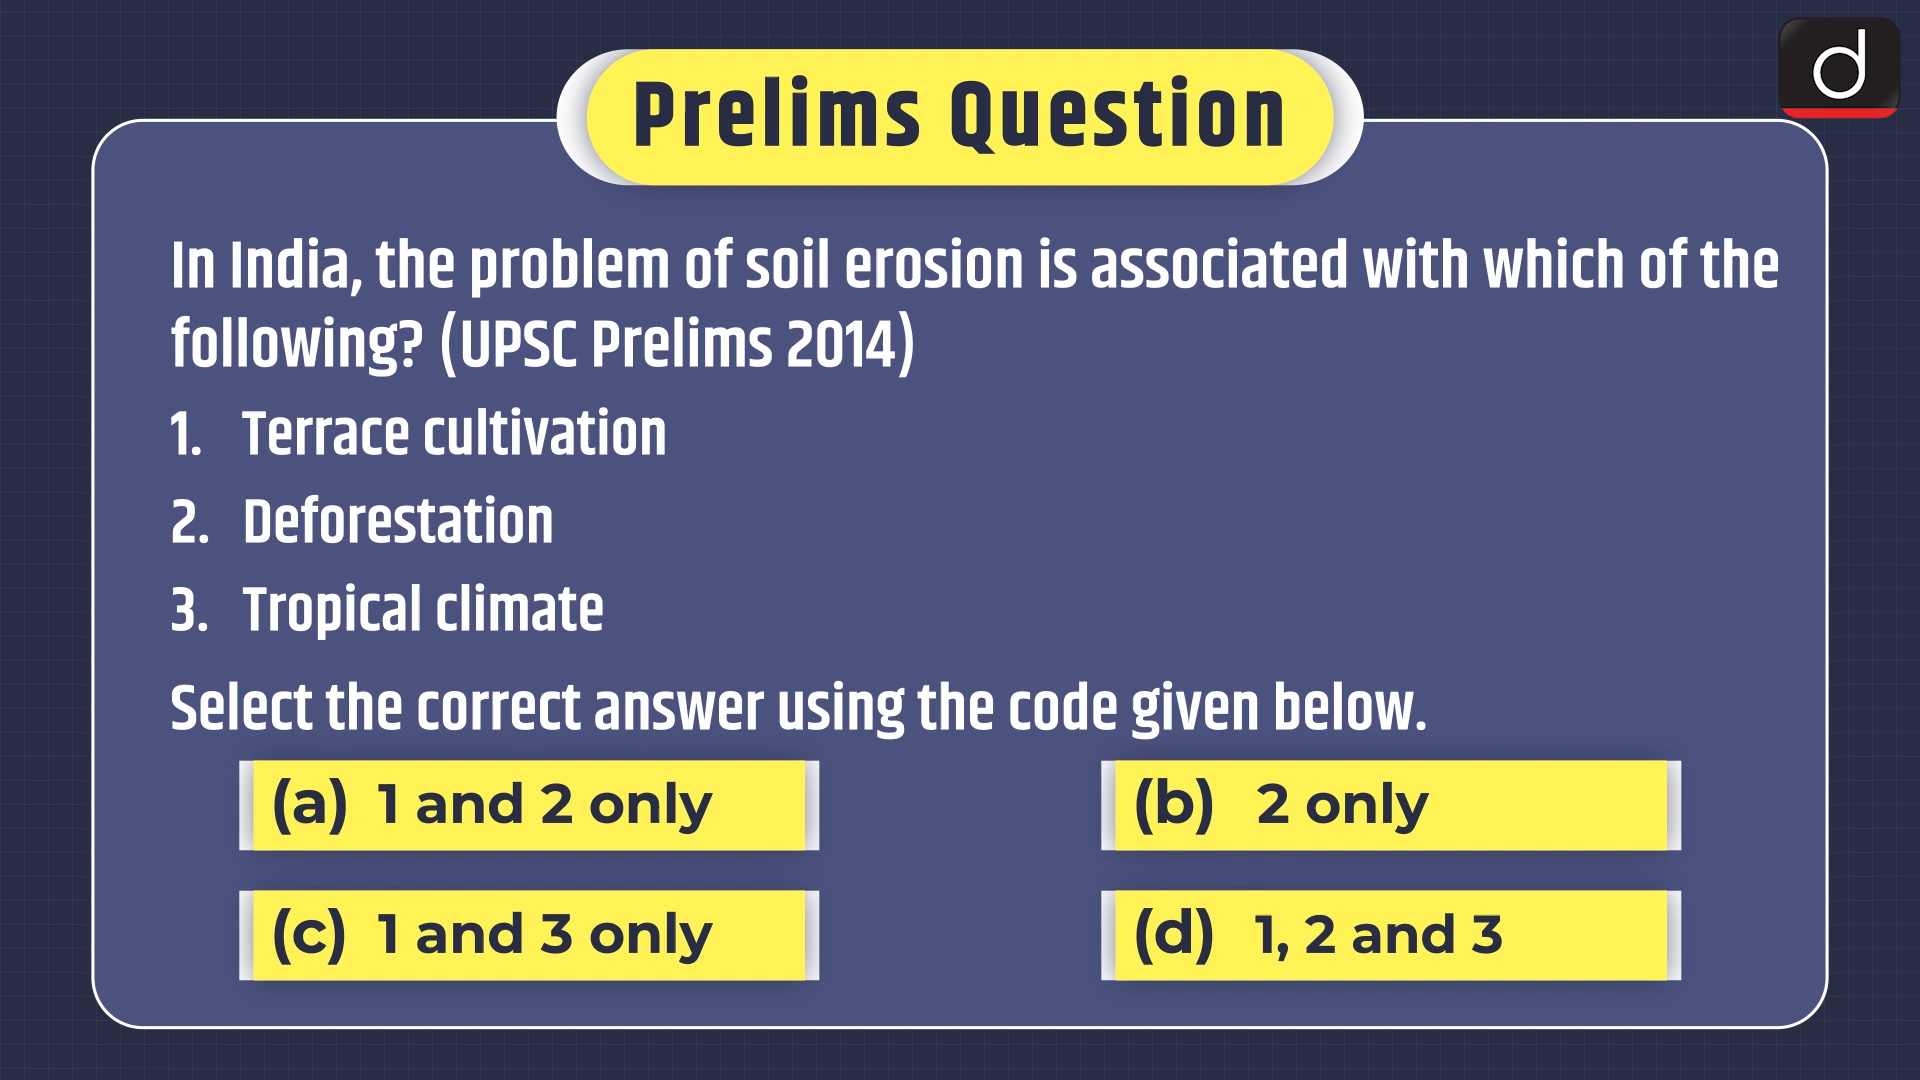 d
Prelims Question
In India, the problem of soil erosion is associated with which of the
following? (UPSC Prelims 2014)
1. Terrace cultivation
2. Deforestation
3. Tropical climate
Select the correct answer using the code given below.
(a) 1 and 2 only
(b) 2 only
(c) 1 and 3 only
(d) 1, 2 and 3